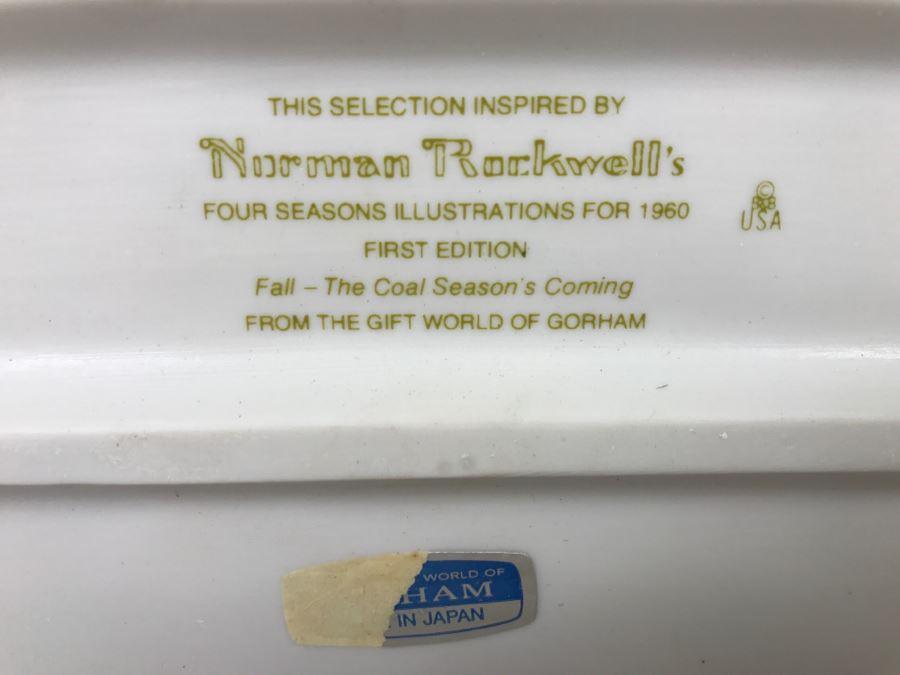 THIS SELECTION INSPIRED BY
Norman Rockwell's
FOUR SEASONS ILLUSTRATIONS FOR 1960
©
USA
FIRST EDITION
Fall – The Coal Season's Coming
FROM THE GIFT WORLD OF GORHAM
WORLD OF
HAM
IN JAPAN